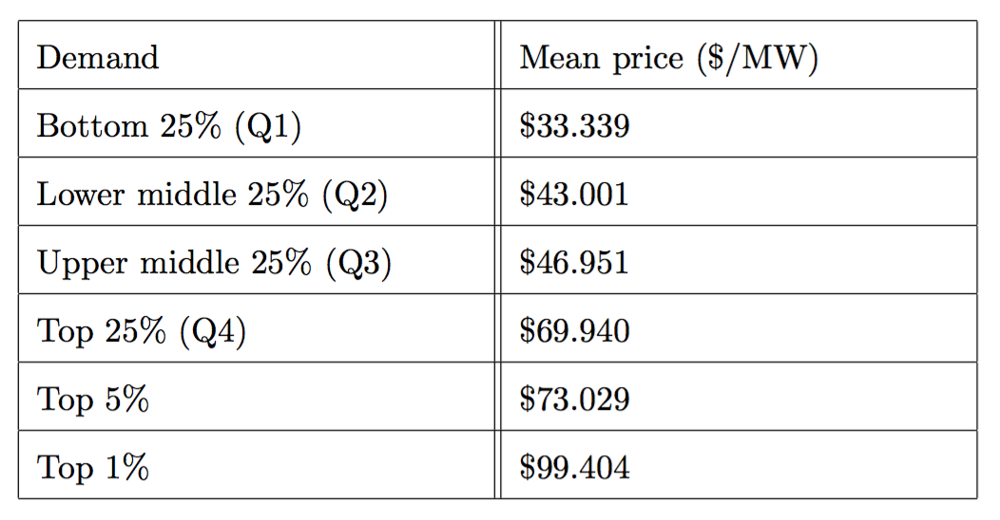 Demand Mean price ($/MW)
Bottom 25% (Q1) $33.339
Lower middle 25% (Q2) $43.001
Upper middle 25% (Q3) $46.951
Top 25% (Q4) $69.940
Top 5% $73.029
Top 1% $99.404